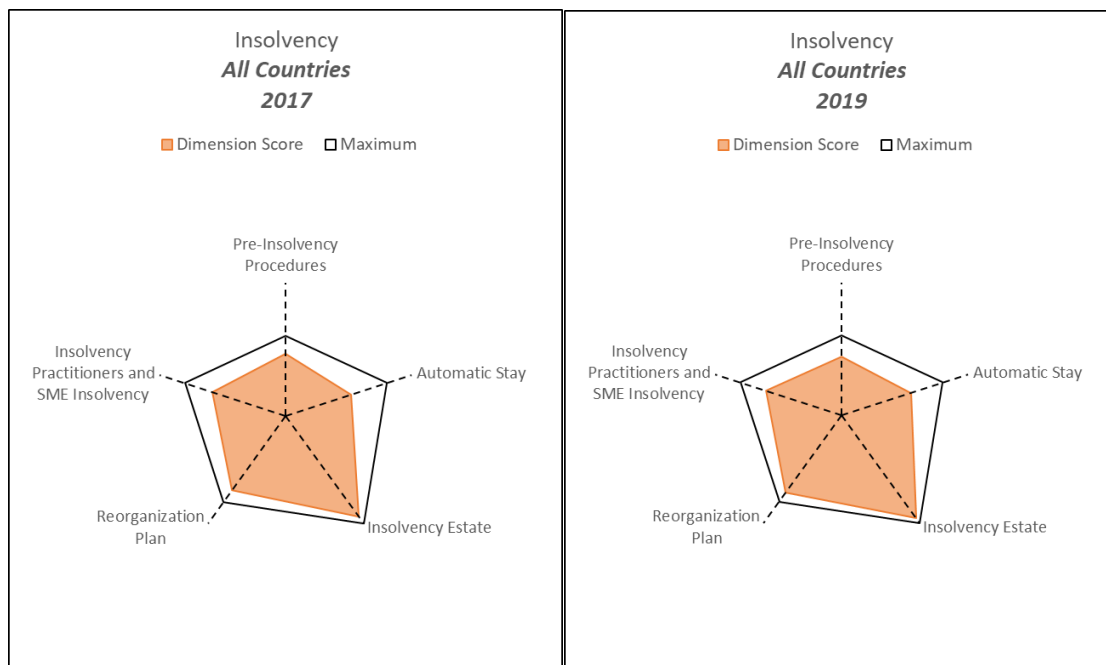 Insolvency
All Countries
2017
Dimension Score Maximum
Pre-Insolvency
Procedures
Insolvency
Practitioners and
SME Insolvency
Automatic Stay
Reorganization
Plan
Insolvency Estate
Insolvency
All Countries
2019
Dimension Score Maximum
Pre-Insolvency
Procedures
Insolvency
Practitioners and
SME Insolvency
Automatic Stay
Reorganization
Plan
Insolvency Estate